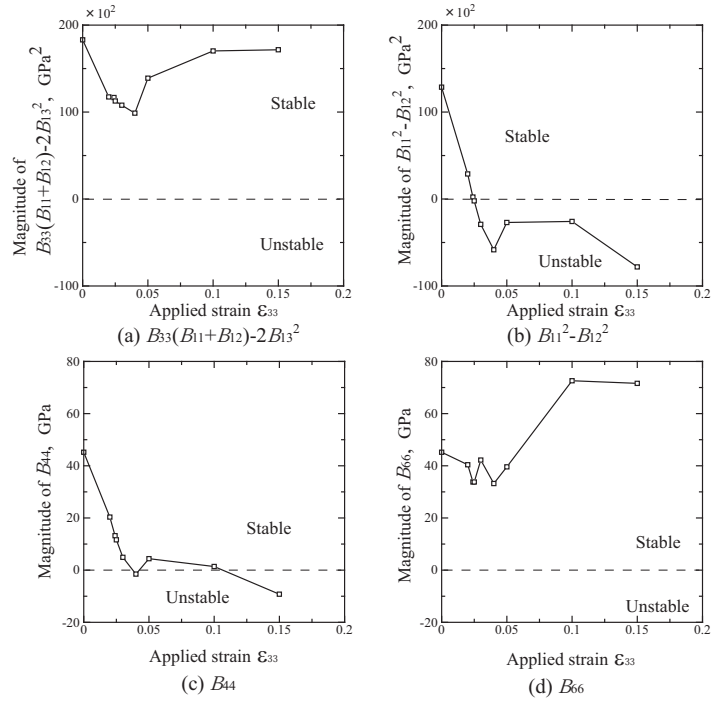 × 10²
200
100
0
-100
0
0.05
0.1
0.15
0.2
Magnitude of
B₃₃(B₁₁+B₁₂)-2B₁₃², GPa²
Stable
Unstable
Applied strain ε₃₃
(a) B₃₃(B₁₁+B₁₂)-2B₁₃²
× 10²
200
100
0
-100
0
0.05
0.1
0.15
0.2
Magnitude of B₁₁²-B₁₂², GPa²
Stable
Unstable
Applied strain ε₃₃
(b) B₁₁²-B₁₂²
80
60
40
20
0
-20
0
0.05
0.1
0.15
0.2
Magnitude of B₄₄, GPa
Stable
Unstable
Applied strain ε₃₃
(c) B₄₄
80
60
40
20
0
-20
0
0.05
0.1
0.15
0.2
Magnitude of B₆₆, GPa
Stable
Unstable
Applied strain ε₃₃
(d) B₆₆